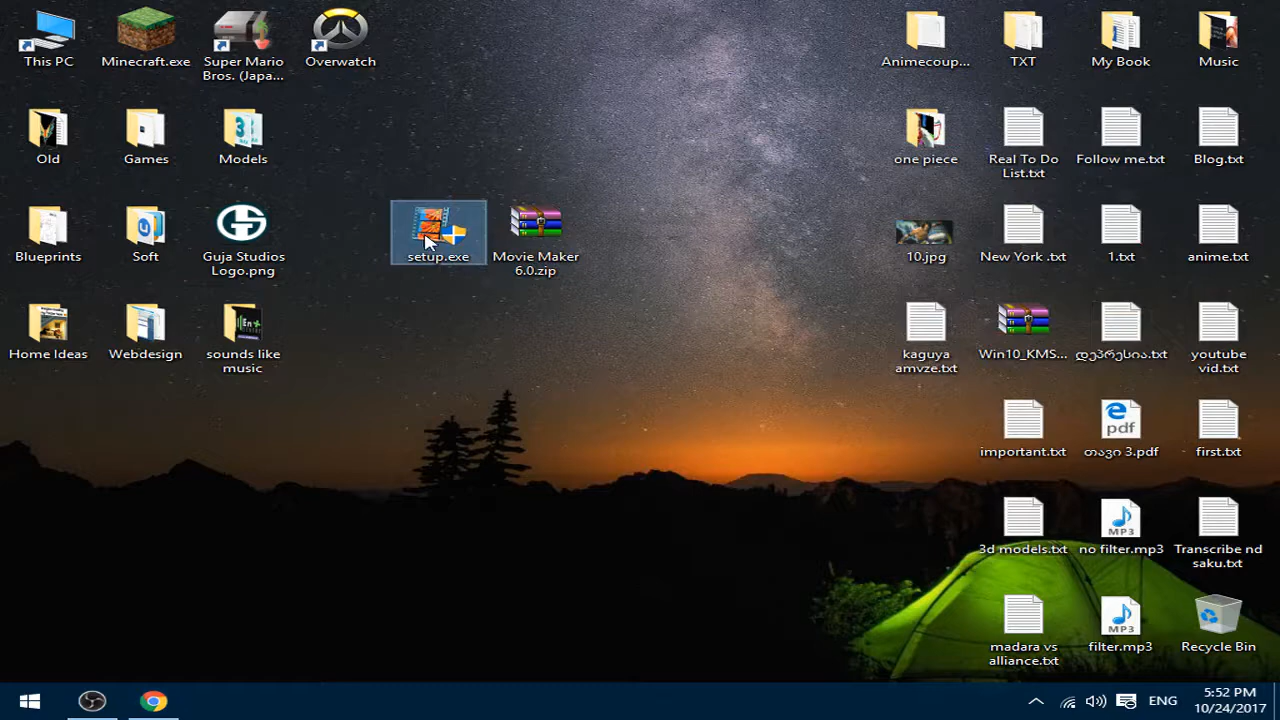 This PC
Minecraft.exe
Super Mario
Bros. (Japa...
Overwatch
Animecoup...
TXT
My Book
Music
Old
Games
Models
one piece
Real To Do
List.txt
Follow me.txt
Blog.txt
Blueprints
Soft
Guja Studios
Logo.png
setup.exe
Movie Maker
6.0.zip
10.jpg
New York .txt
1.txt
anime.txt
Home Ideas
Webdesign
sounds like
music
kaguya
amvze.txt
Win10_KMS...
დეპრესია.txt
youtube
vid.txt
important.txt
pdf
თავი 3.pdf
first.txt
3d models.txt
MP3
no filter.mp3
Transcribe nd
saku.txt
madara vs
alliance.txt
MP3
filter.mp3
Recycle Bin
ENG
5:52 PM
10/24/2017